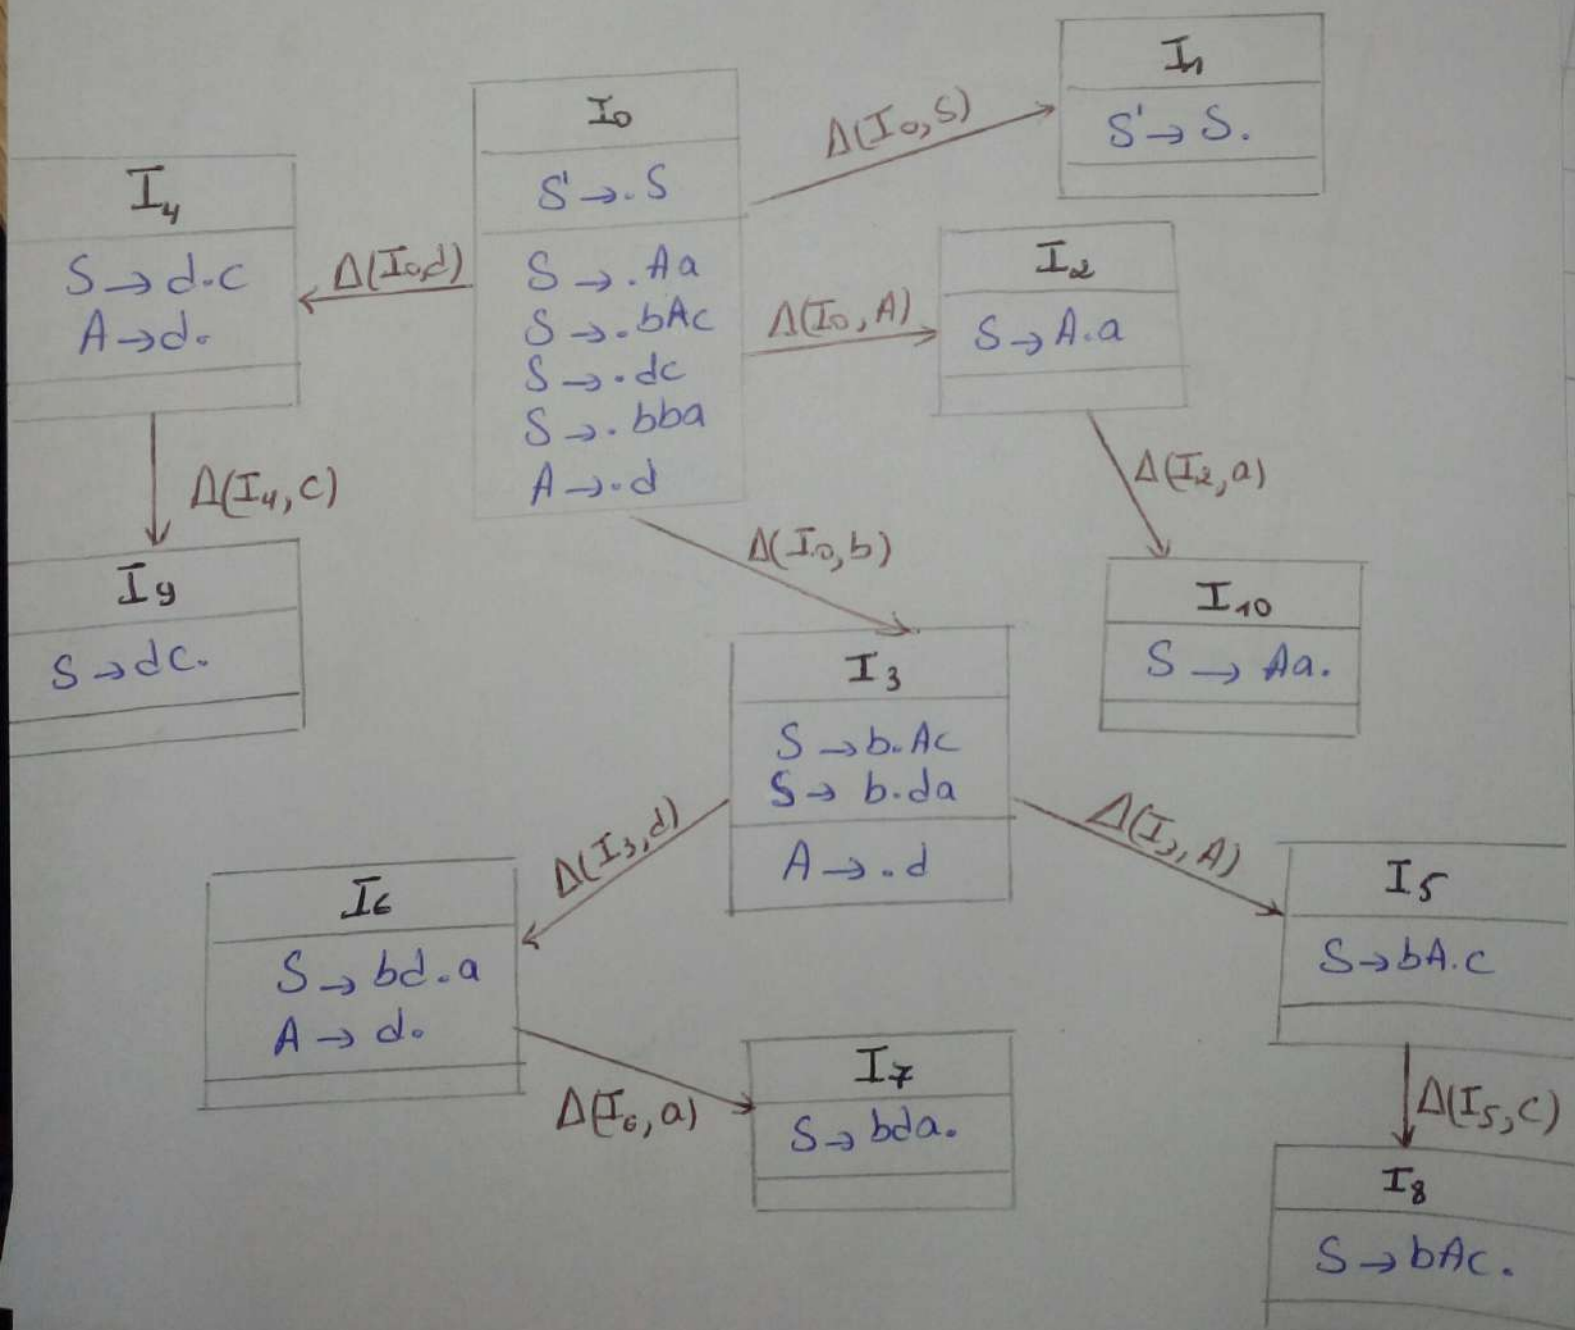 I₀
S' → .S
S → .Aa
S → .bAc
S → .dc
S → .bba
A → .d
Δ(I₀,S)
I₁
S' → S.
Δ(I₀,A)
I₂
S → A.a
Δ(I₀,d)
I₄
S → d.c
A → d.
Δ(I₄,c)
I₉
S → dc.
Δ(I₀,b)
Δ(I₂,a)
I₁₀
S → Aa.
I₃
S → b.Ac
S → b.da
A → .d
Δ(I₃,d)
I₆
S → bd.a
A → d.
Δ(I₃,A)
I₅
S → bA.c
Δ(I₆,a)
I₇
S → bda.
Δ(I₅,c)
I₈
S → bAc.